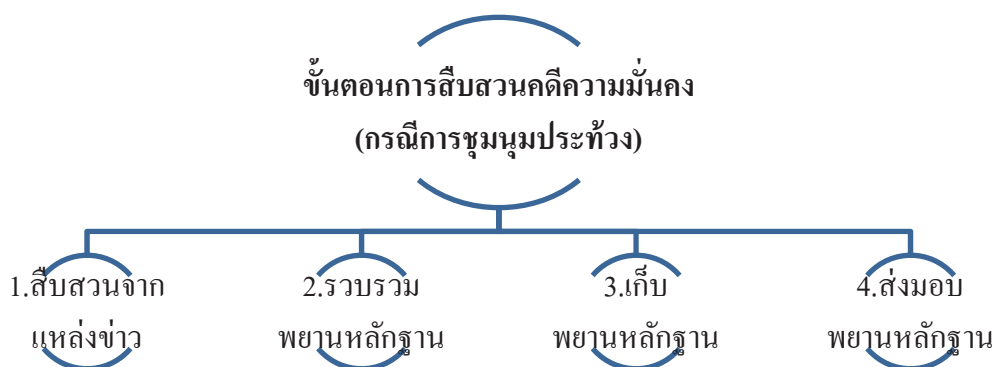 ขั้นตอนการสืบสวนคดีความมั่นคง
(กรณีการชุมนุมประท้วง)
1.สืบสวนจาก
แหล่งข่าว
2.รวบรวม
พยานหลักฐาน
3.เก็บ
พยานหลักฐาน
4.ส่งมอบ
พยานหลักฐาน